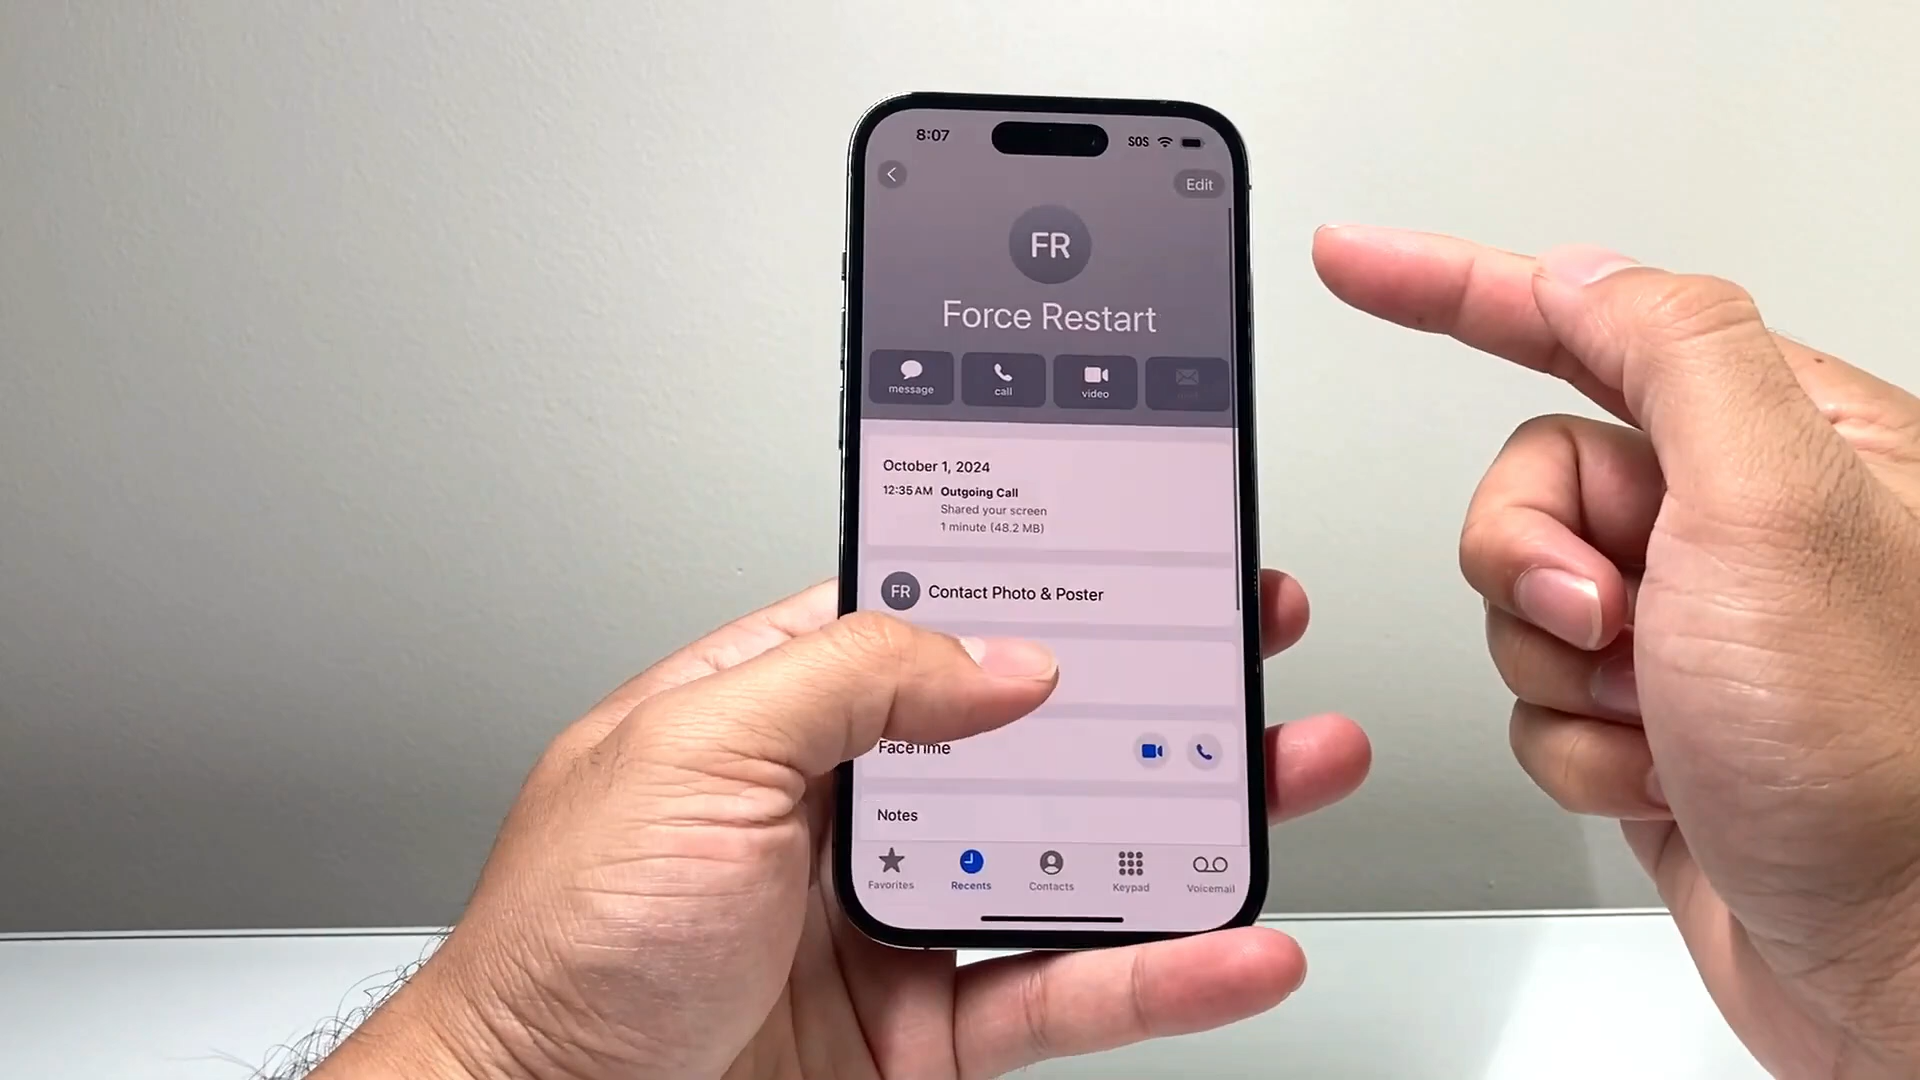 8:07
SOS
Edit
FR
Force Restart
message
call
video
October 1, 2024
12:35 AM Outgoing Call
Shared your screen
1 minute (48.2 MB)
FR Contact Photo & Poster
FaceTime
Notes
Favorites
Recents
Contacts
Keypad
Voicemail